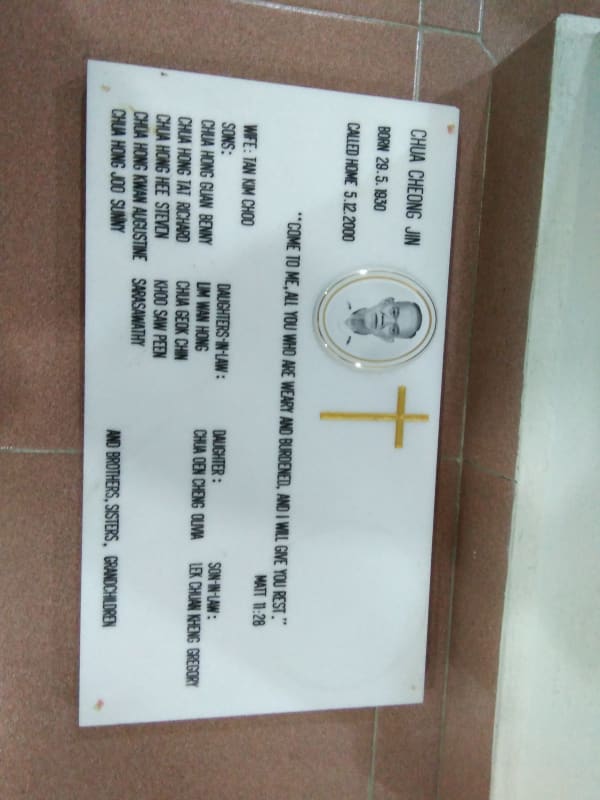 CHUA CHEONG JIN
BORN 29.5.1930
CALLED HOME 5.12.2000
"COME TO ME, ALL YOU WHO ARE WEARY AND BURDENED, AND I WILL GIVE YOU REST."
MATT 11:28
WIFE: TAN KIM CHOO
SONS:
CHUA HONG GUAN BENNY
CHUA HONG TAT RICHARD
CHUA HONG HEE STEVEN
CHUA HONG KWAN AUGUSTINE
CHUA HONG JOO SUNNY
DAUGHTERS-IN-LAW:
LIM WAN HONG
CHUA GEOK CHIN
KHOO SAW PEEN
SARASAWATHY
DAUGHTER:
CHUA QEN CHENG OLIVIA
SON-IN-LAW:
LEK CHUAN KHENG GREGORY
AND BROTHERS, SISTERS, GRANDCHILDREN